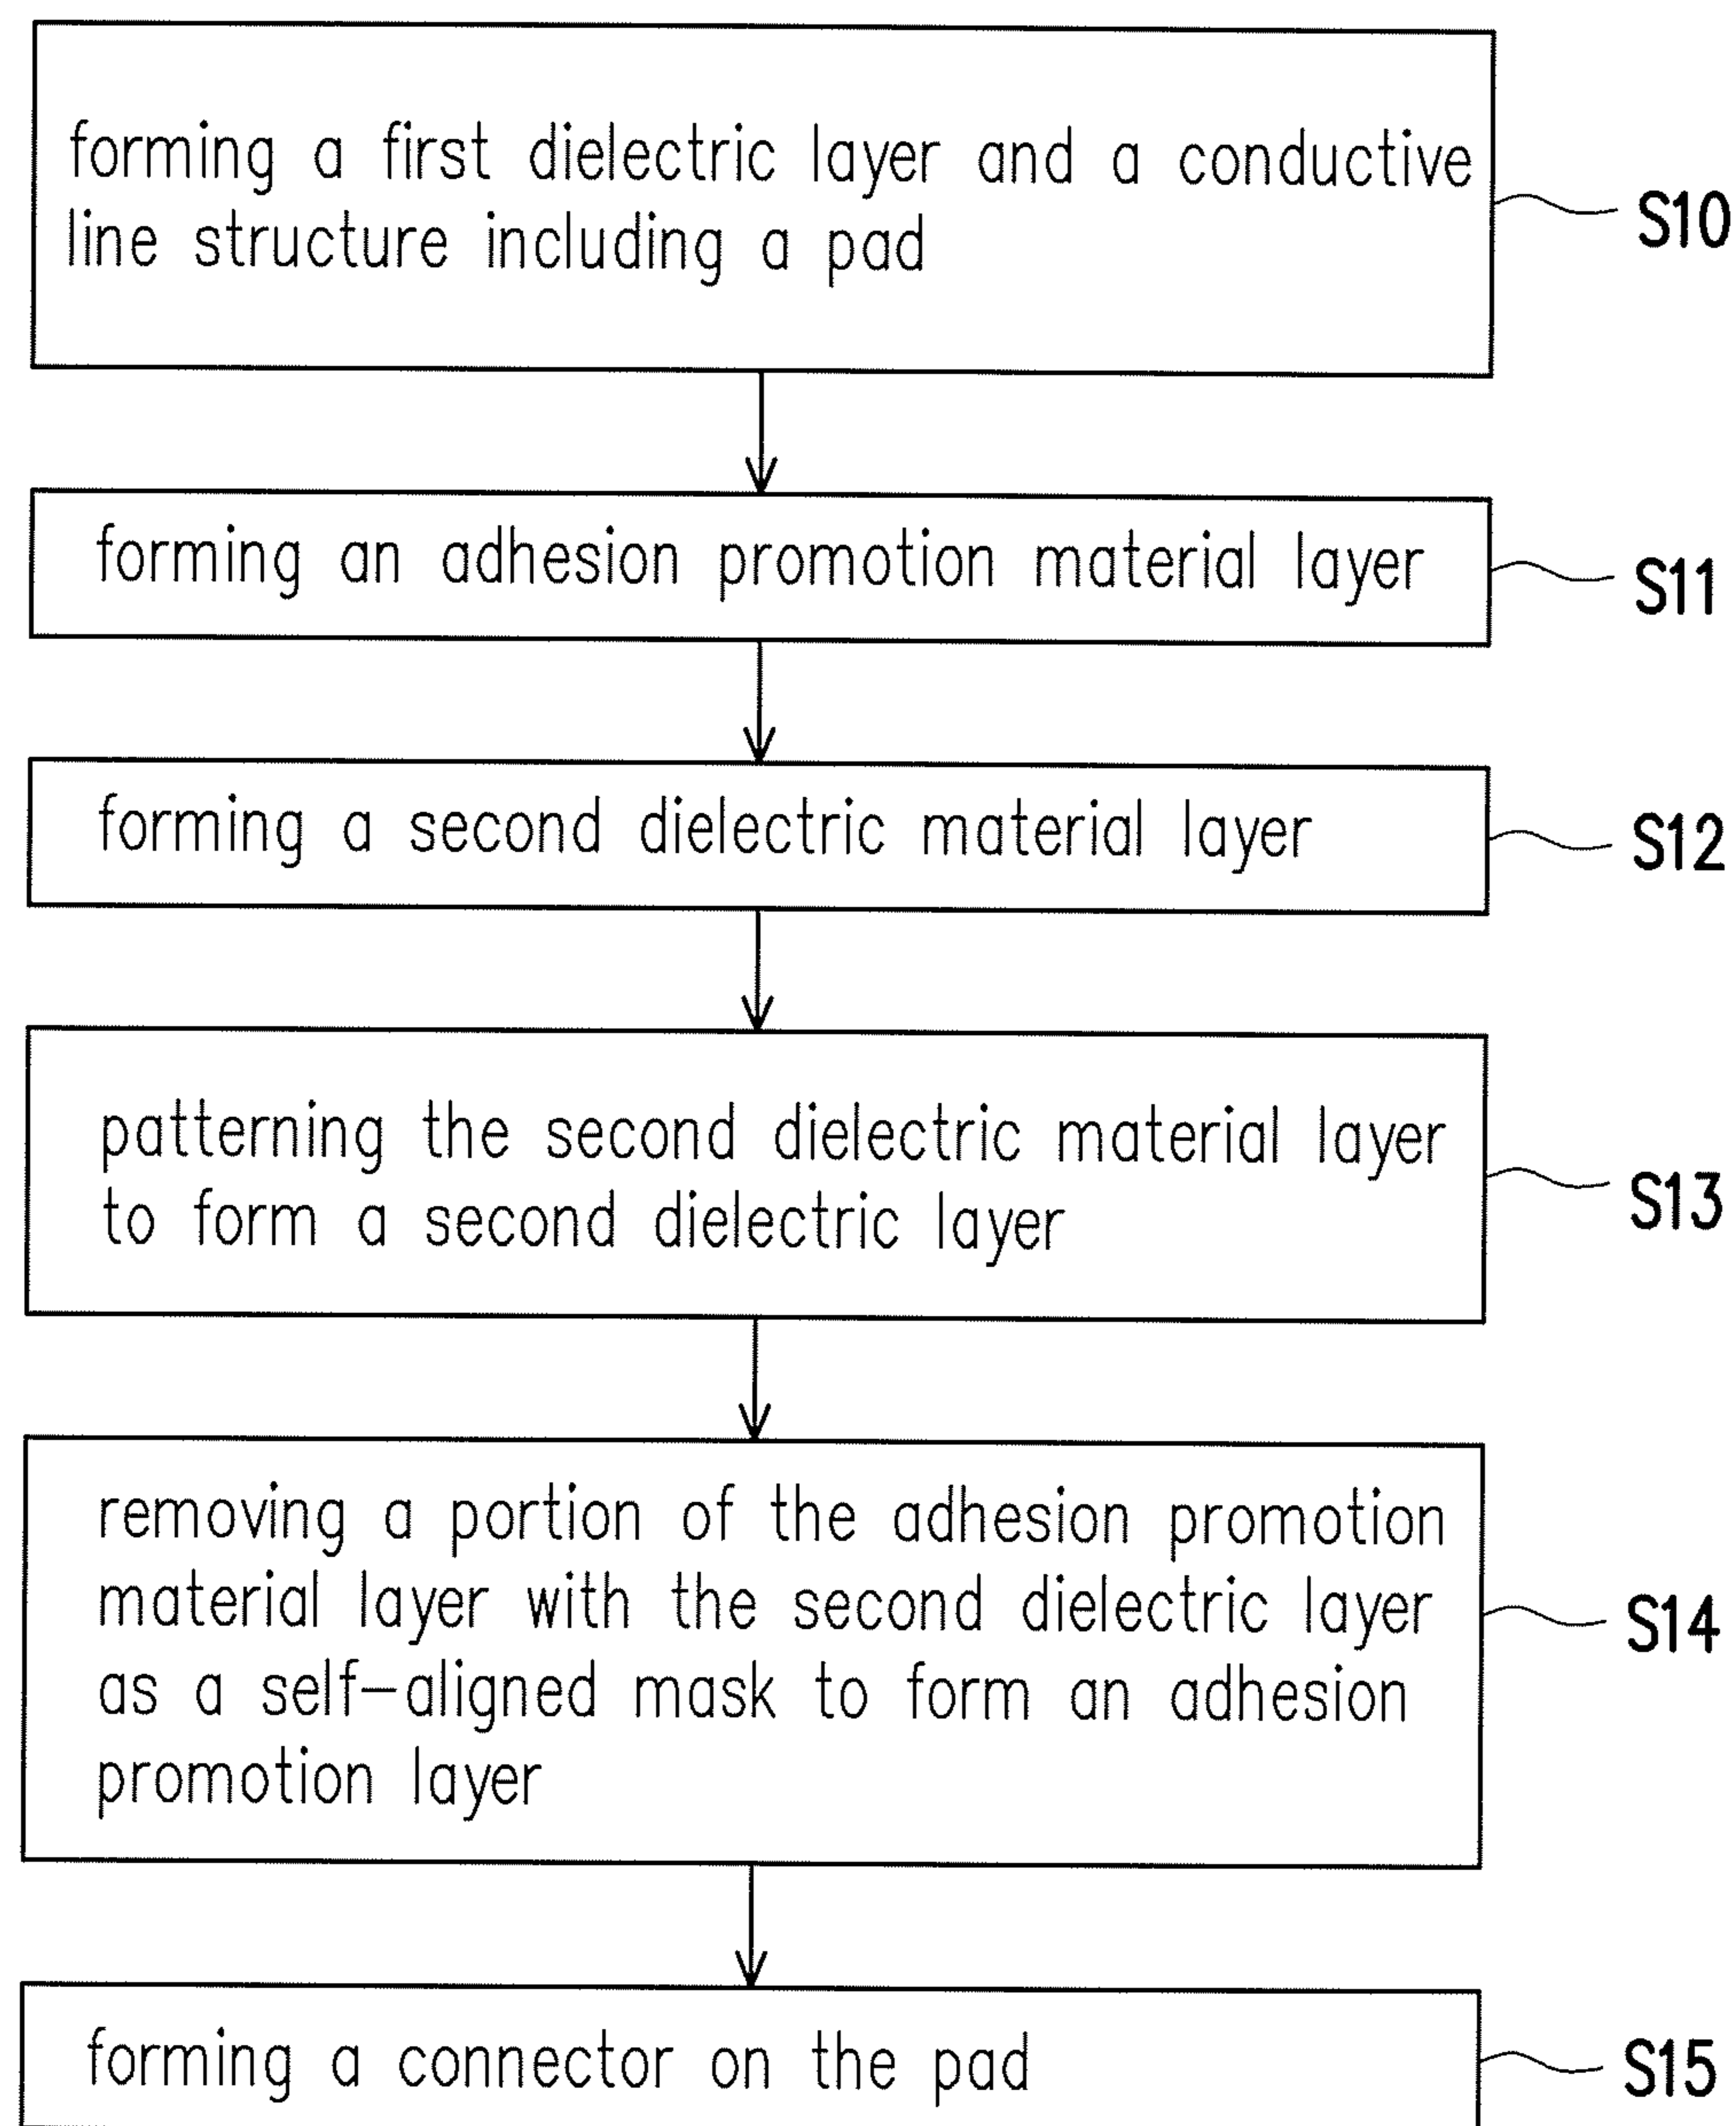 forming a first dielectric layer and a conductive
line structure including a pad
S10
forming an adhesion promotion material layer
S11
forming a second dielectric material layer
S12
patterning the second dielectric material layer
to form a second dielectric layer
S13
removing a portion of the adhesion promotion
material layer with the second dielectric layer
as a self-aligned mask to form an adhesion
promotion layer
S14
forming a connector on the pad
S15